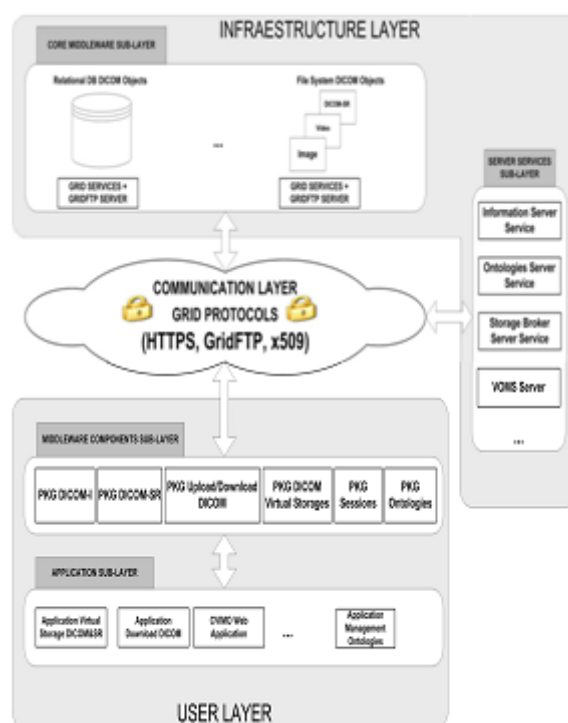 INFRAESTRUCTURE LAYER
CORE MIDDLEWARE SUB-LAYER
Relational DB DICOM Objects
File System DICOM Objects
DICOM-SR
Video
Image
...
GRID SERVICES +
GRIDFTP SERVER
GRID SERVICES +
GRIDFTP SERVER
SERVER SERVICES
SUB-LAYER
Information Server
Service
Ontologies Server
Service
Storage Broker
Server Service
VOMS Server
...
COMMUNICATION LAYER
GRID PROTOCOLS
(HTTPS, GridFTP, x509)
MIDDLEWARE COMPONENTS SUB-LAYER
PKG DICOM-I
PKG DICOM-SR
PKG Upload/Download
DICOM
PKG DICOM
Virtual Storages
PKG
Sessions
PKG
Ontologies
APPLICATION SUB-LAYER
Application Virtual
Storage DICOM&SR
Application
Download DICOM
Web
Application
...
Application
Management
Ontologies
USER LAYER